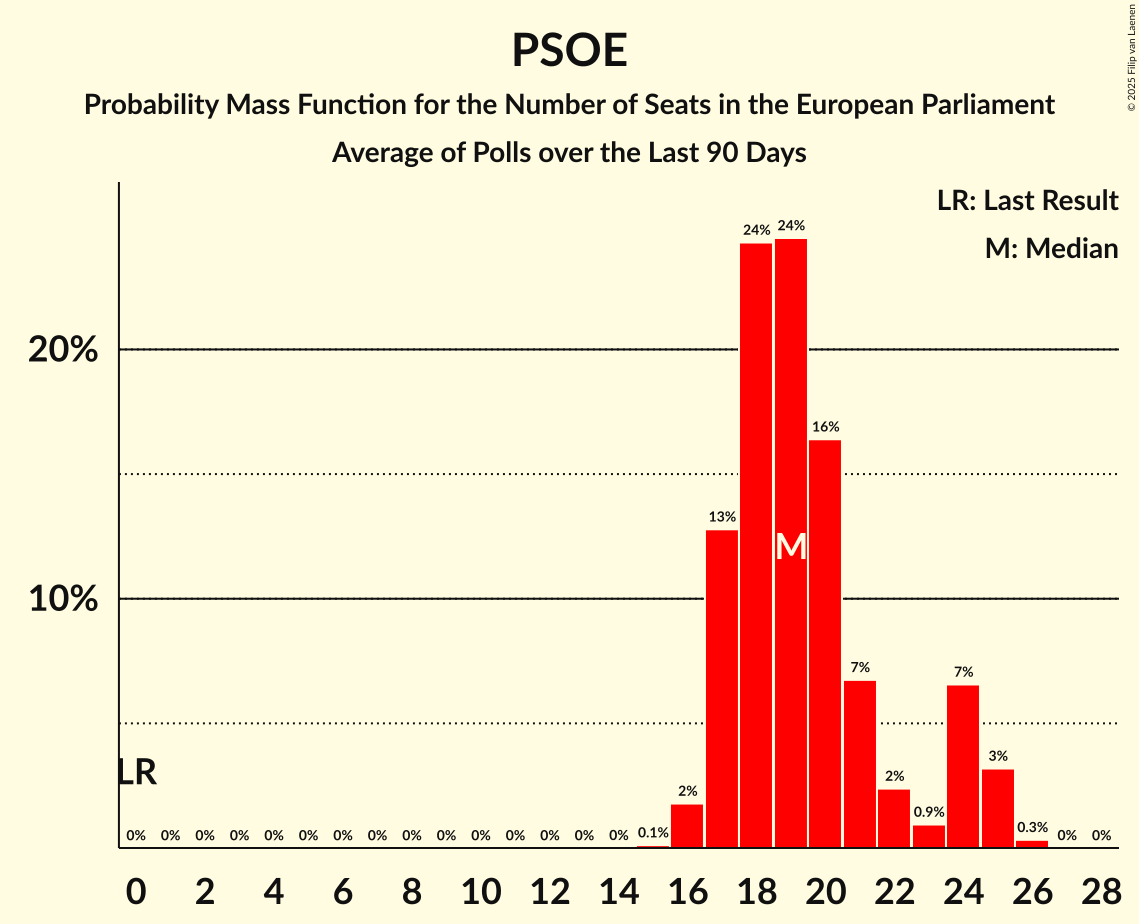 © 2025 Filip van Laenen
PSOE
Probability Mass Function for the Number of Seats in the European Parliament
Average of Polls over the Last 90 Days
LR: Last Result
M: Median
24% 24%
20%
16%
13%
M
10%
7% 7%
3%
LR
2% 2%
0.9%
0% 0% 0% 0% 0% 0% 0% 0% 0% 0% 0% 0% 0% 0% 0% 0.1% 0.3% 0% 0%
0 2 4 6 8 10 12 14 16 18 20 22 24 26 28